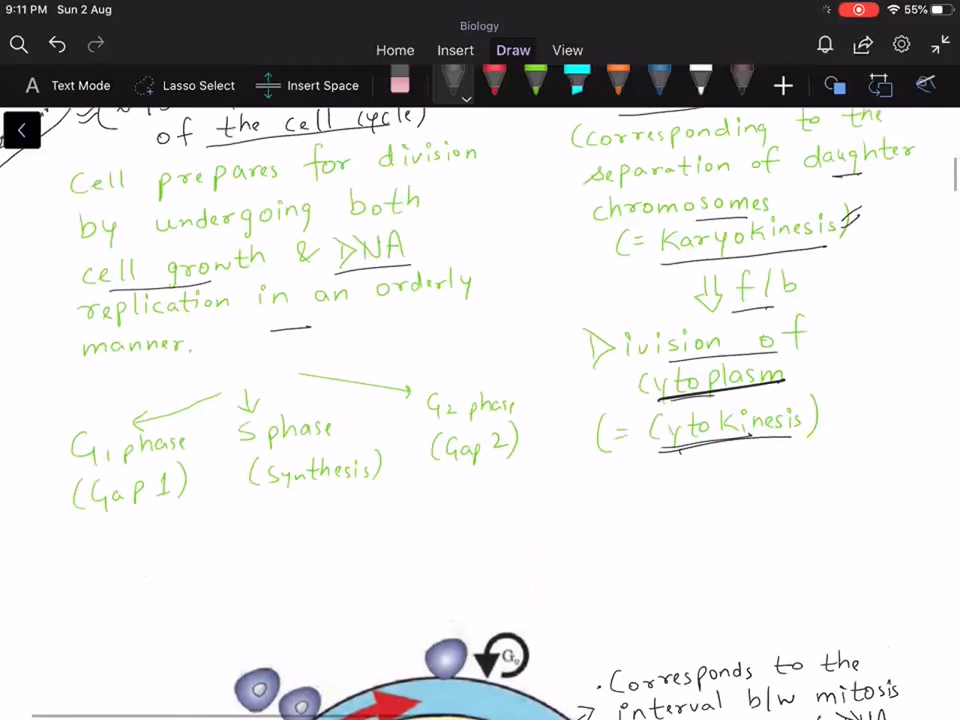 9:11 PM Sun 2 Aug
55%
Biology
Home Insert Draw View
Text Mode
Lasso Select
Insert Space
of the cell cycle)
Cell prepares for division
by undergoing both
cell growth & DNA
replication in an orderly
manner.
G1 phase
(Gap 1)
S phase
(Synthesis)
G2 phase
(Gap 2)
(corresponding to the
separation of daughter
chromosomes
(= Karyokinesis)
f/b
Division of
Cytoplasm
(= Cytokinesis)
G0
. Corresponds to the
interval b/w mitosis